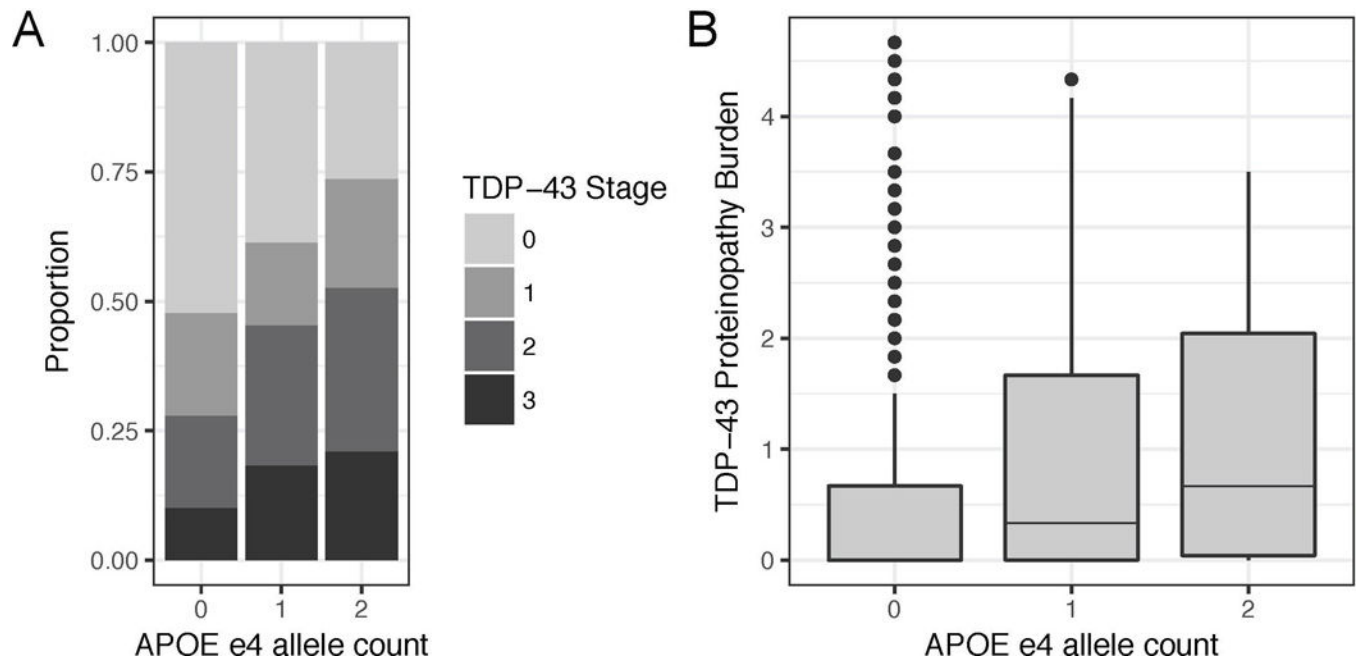 A
1.00
0.75
0.50
0.25
0.00
Proportion
0 1 2
APOE e4 allele count
TDP−43 Stage
0
1
2
3
B
4
3
2
1
0
TDP−43 Proteinopathy Burden
0 1 2
APOE e4 allele count